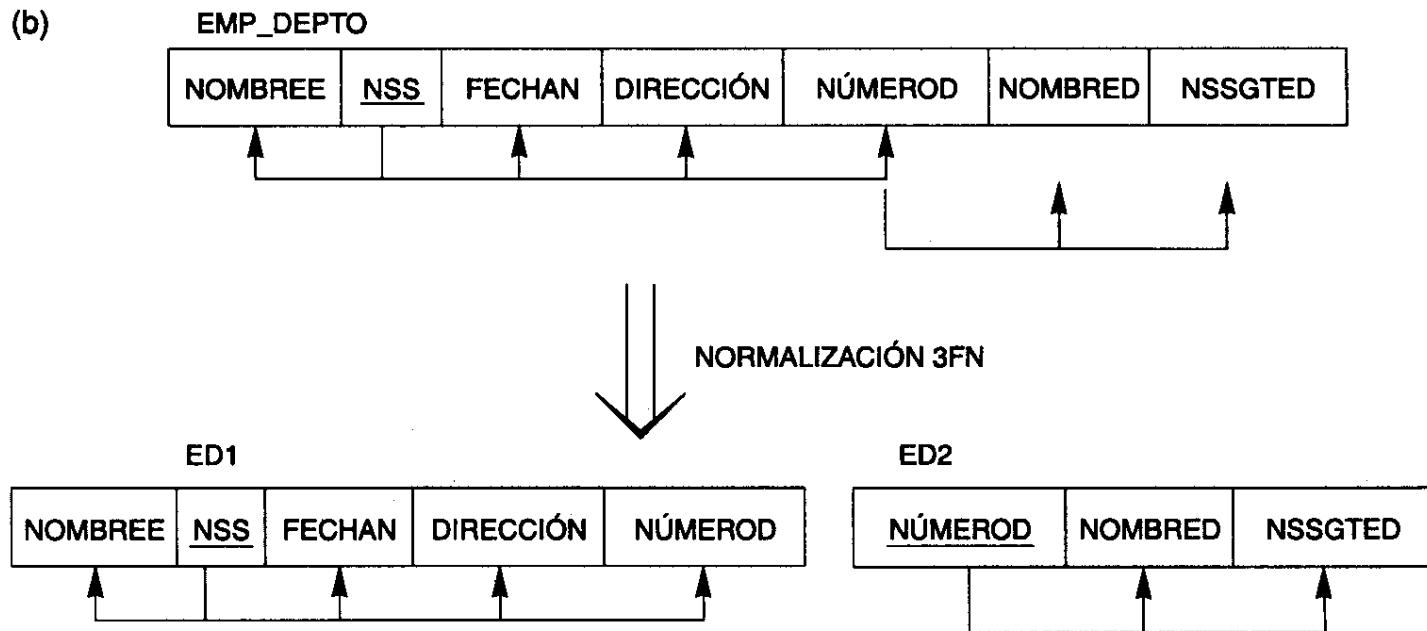 (b) EMP_DEPTO
NOMBREE NSS FECHAN DIRECCIÓN NÚMEROD NOMBRED NSSGTED
NORMALIZACIÓN 3FN
ED1 ED2
NOMBREE NSS FECHAN DIRECCIÓN NÚMEROD NÚMEROD NOMBRED NSSGTED